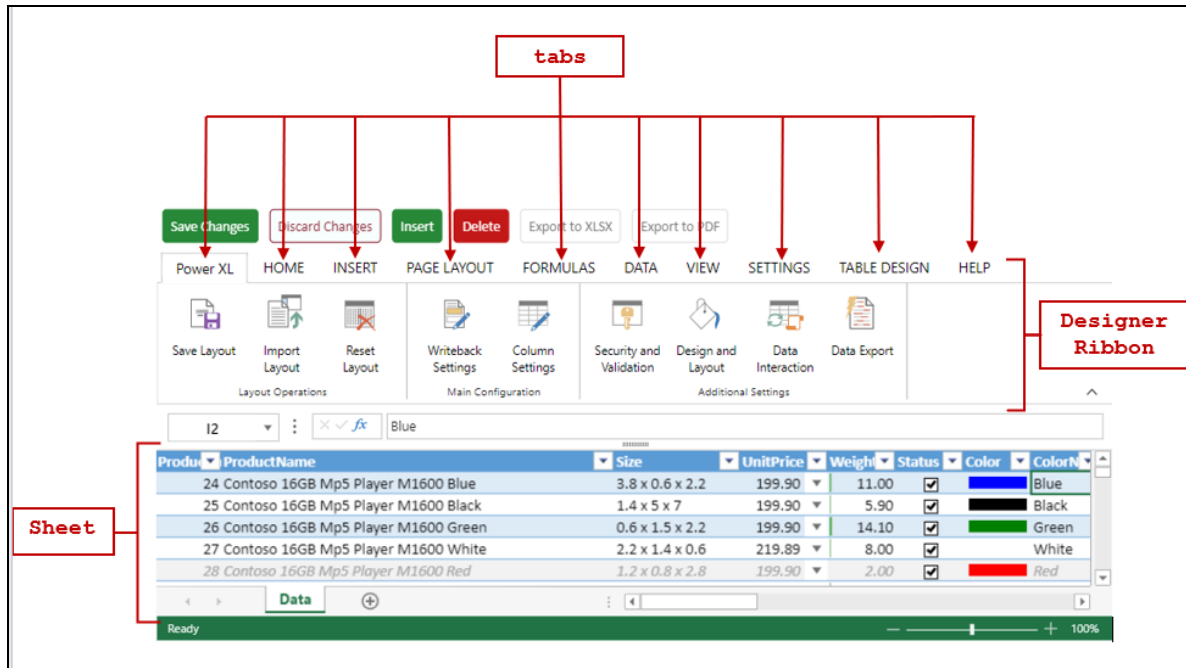 tabs
Save Changes Discard Changes Insert Delete Export to XLSX Export to PDF
Power XL HOME INSERT PAGE LAYOUT FORMULAS DATA VIEW SETTINGS TABLE DESIGN HELP
Save Layout Import Layout Reset Layout Writeback Settings Column Settings Security and Validation Design and Layout Data Interaction Data Export
Layout Operations Main Configuration Additional Settings
Designer
Ribbon
I2 fx Blue
Produ ProductName Size UnitPrice Weight Status Color ColorN
24 Contoso 16GB Mp5 Player M1600 Blue 3.8 x 0.6 x 2.2 199.90 11.00 Blue
25 Contoso 16GB Mp5 Player M1600 Black 1.4 x 5 x 7 199.90 5.90 Black
26 Contoso 16GB Mp5 Player M1600 Green 0.6 x 1.5 x 2.2 199.90 14.10 Green
27 Contoso 16GB Mp5 Player M1600 White 2.2 x 1.4 x 0.6 219.89 8.00 White
28 Contoso 16GB Mp5 Player M1600 Red 1.2 x 0.8 x 2.8 199.90 2.00 Red
Sheet
Data
Ready 100%